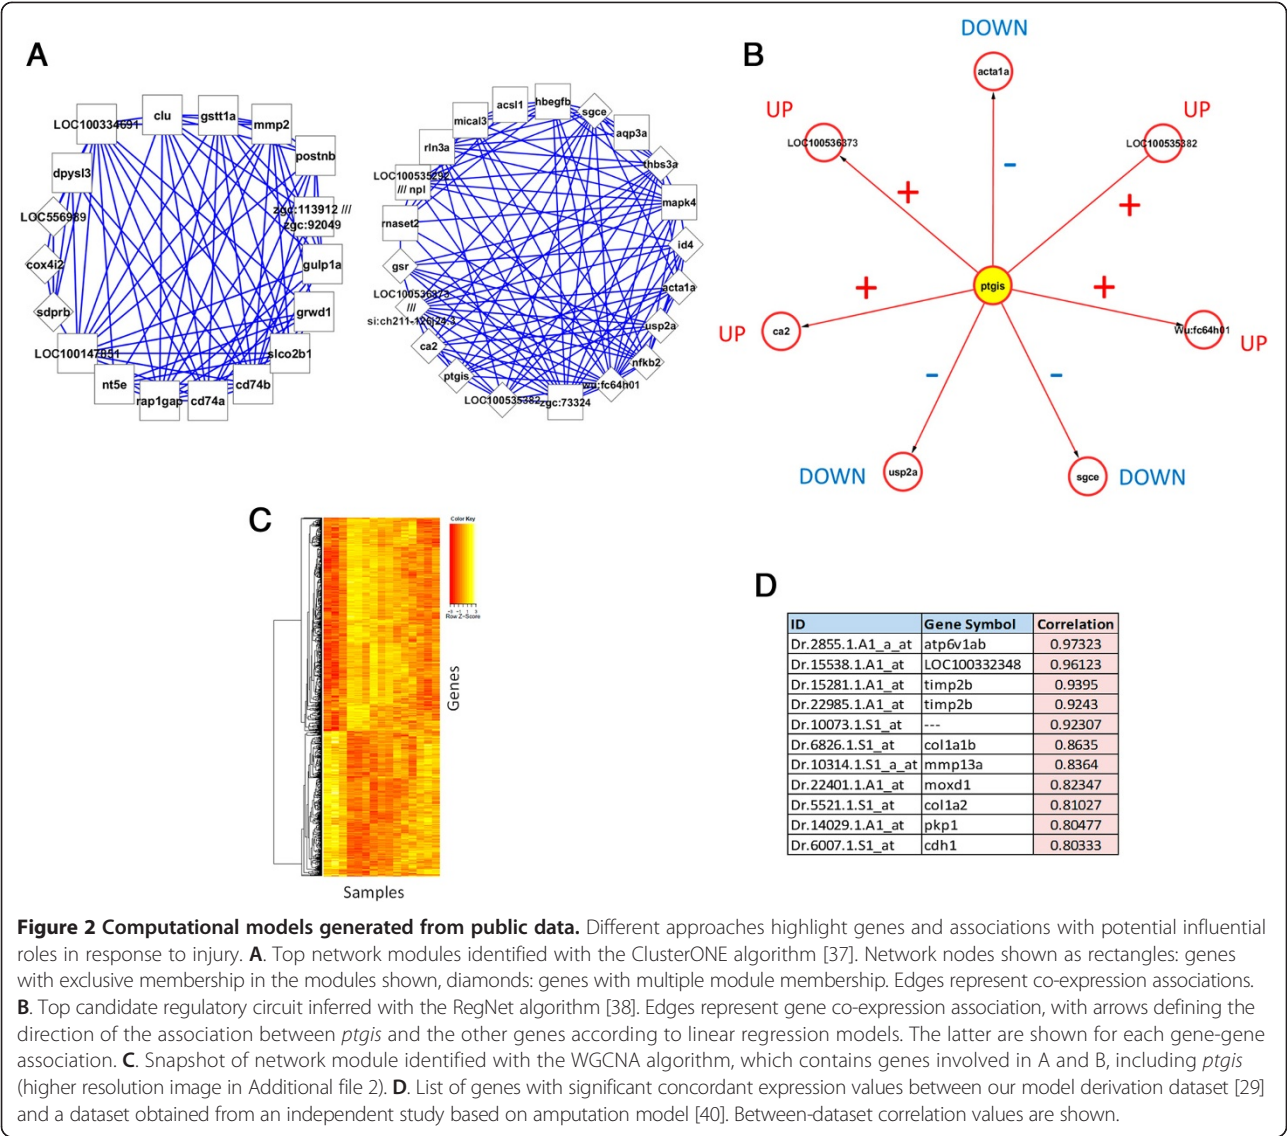 A
LOC100334691
clu
gstt1a
mmp2
postnb
zgc:113912 ///
zgc:92049
gulp1a
grwd1
slco2b1
cd74b
cd74a
rap1gap
nt5e
LOC100147851
sdprb
cox4i2
LOC556989
dpysl3
acsl1
hbegfb
sgce
aqp3a
thbs3a
mapk4
id4
acta1a
usp2a
nfkb2
wu:fc64h01
zgc:73324
LOC100535382
ptgis
ca2
LOC100536873
///
gsr
rnaset2
LOC100535292
/// npl
rln3a
mical3
B
DOWN
acta1a
UP
LOC100536873
UP
LOC100535382
–
+
+
ptgis
+
+
UP
ca2
Wu:fc64h01
UP
–
–
DOWN
usp2a
sgce
DOWN
C
Color Key
Row Z-Score
Genes
Samples
D
ID Gene Symbol Correlation
Dr.2855.1.A1_a_at atp6v1ab 0.97323
Dr.15538.1.A1_at LOC100332348 0.96123
Dr.15281.1.A1_at timp2b 0.9395
Dr.22985.1.A1_at timp2b 0.9243
Dr.10073.1.S1_at --- 0.92307
Dr.6826.1.S1_at col1a1b 0.8635
Dr.10314.1.S1_a_at mmp13a 0.8364
Dr.22401.1.A1_at moxd1 0.82347
Dr.5521.1.S1_at col1a2 0.81027
Dr.14029.1.A1_at pkp1 0.80477
Dr.6007.1.S1_at cdh1 0.80333
Figure 2 Computational models generated from public data. Different approaches highlight genes and associations with potential influential
roles in response to injury. A. Top network modules identified with the ClusterONE algorithm [37]. Network nodes shown as rectangles: genes
with exclusive membership in the modules shown, diamonds: genes with multiple module membership. Edges represent co-expression associations.
B. Top candidate regulatory circuit inferred with the RegNet algorithm [38]. Edges represent gene co-expression association, with arrows defining the
direction of the association between ptgis and the other genes according to linear regression models. The latter are shown for each gene-gene
association. C. Snapshot of network module identified with the WGCNA algorithm, which contains genes involved in A and B, including ptgis
(higher resolution image in Additional file 2). D. List of genes with significant concordant expression values between our model derivation dataset [29]
and a dataset obtained from an independent study based on amputation model [40]. Between-dataset correlation values are shown.